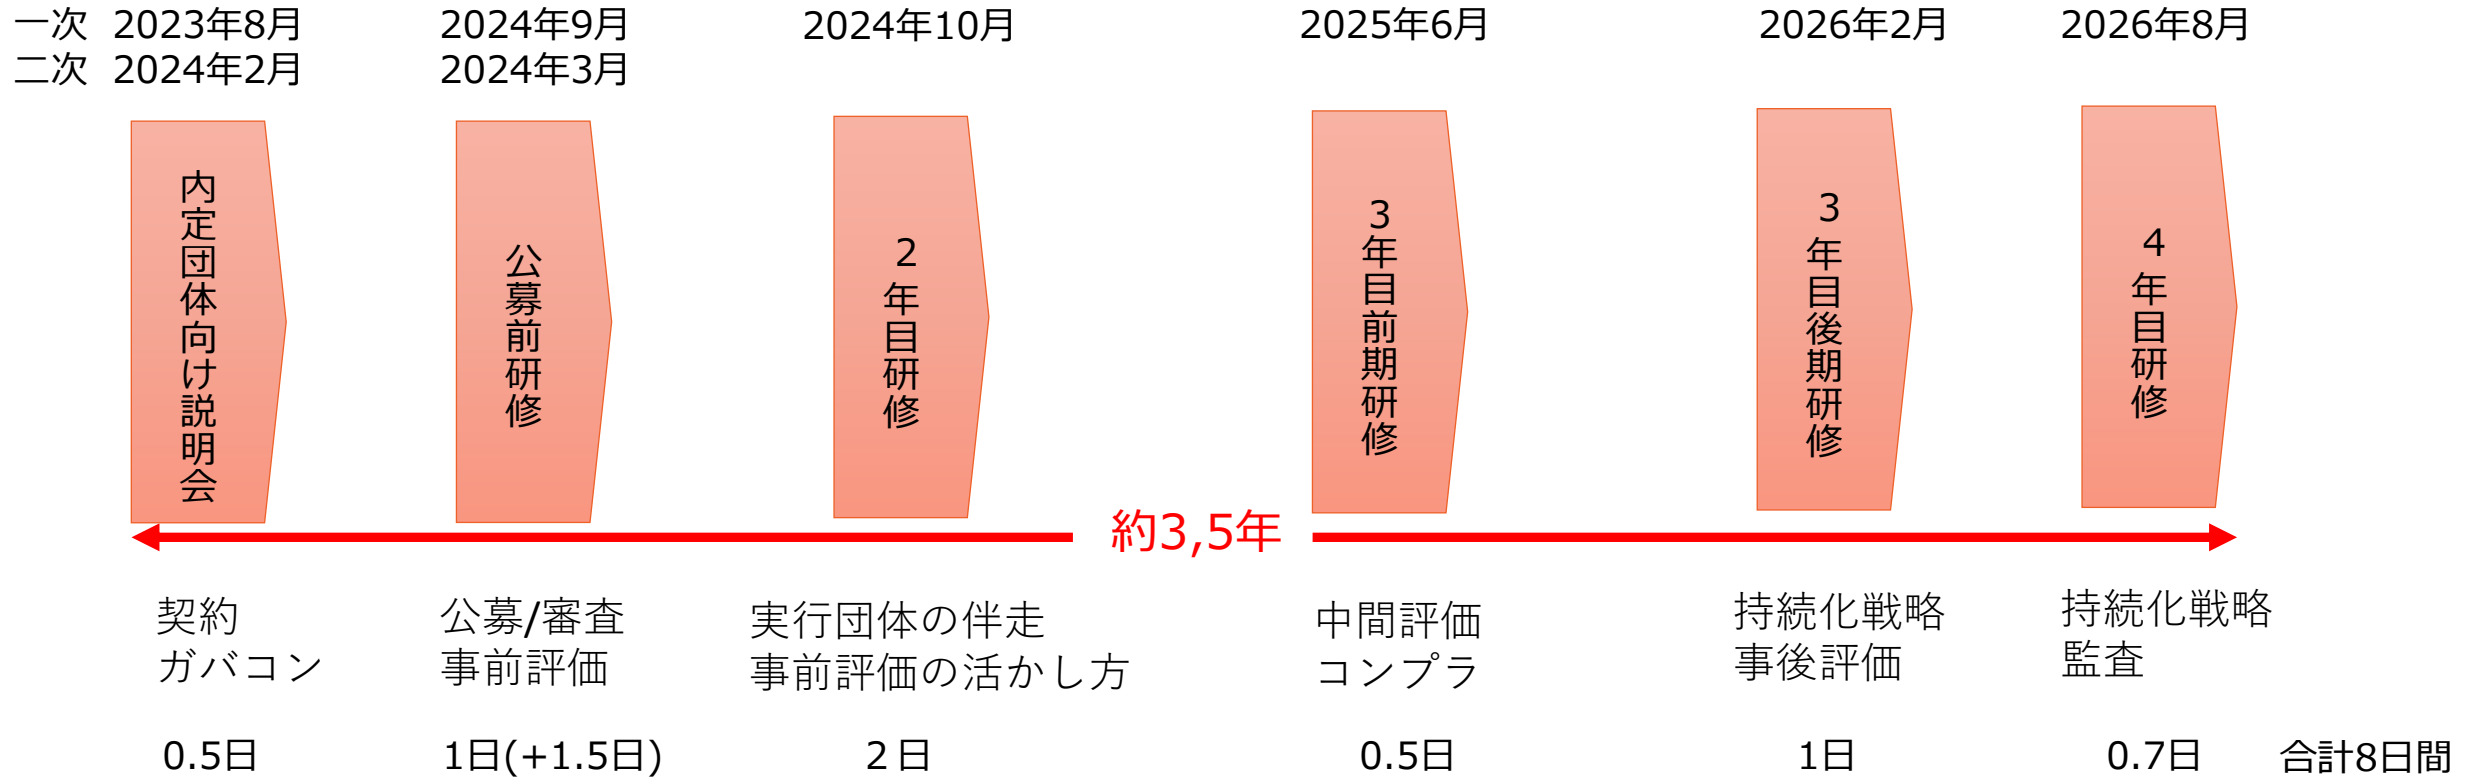 一次 2023年8月 2024年9月 2024年10月 2025年6月 2026年2月 2026年8月
二次 2024年2月 2024年3月
内定団体向け説明会
公募前研修
2年目研修
3年目前期研修
3年目後期研修
4年目研修
約3,5年
契約
ガバコン
公募/審査
事前評価
実行団体の伴走
事前評価の活かし方
中間評価
コンプラ
持続化戦略
事後評価
持続化戦略
監査
0.5日 1日(+1.5日) 2日 0.5日 1日 0.7日 合計8日間